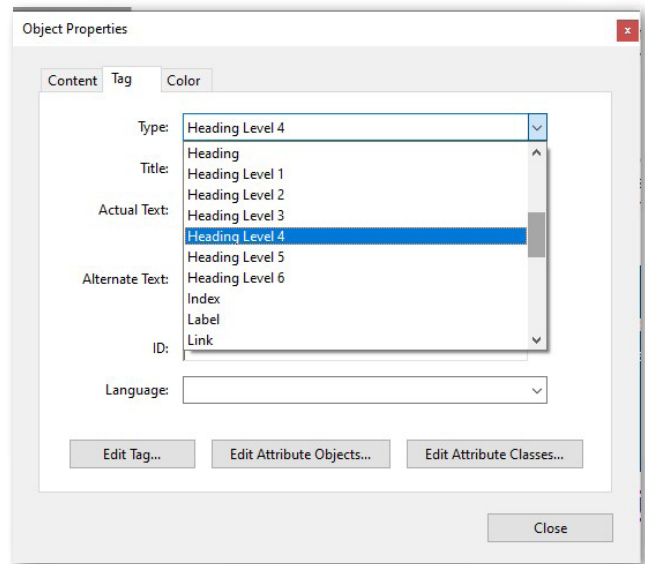 Object Properties
x
Content Tag Color
Type: Heading Level 4
Heading
Title:
Heading Level 1
Heading Level 2
Actual Text:
Heading Level 3
Heading Level 4
Heading Level 5
Alternate Text:
Heading Level 6
Index
Label
ID:
Link
Language:
Edit Tag... Edit Attribute Objects... Edit Attribute Classes...
Close